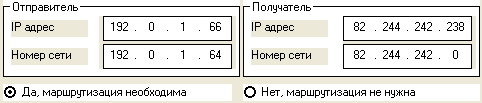 Отправитель
IP адрес 192 . 0 . 1 . 66
Номер сети 192 . 0 . 1 . 64
Получатель
IP адрес 82 . 244 . 242 . 238
Номер сети 82 . 244 . 242 . 0
Да, маршрутизация необходима
Нет, маршрутизация не нужна